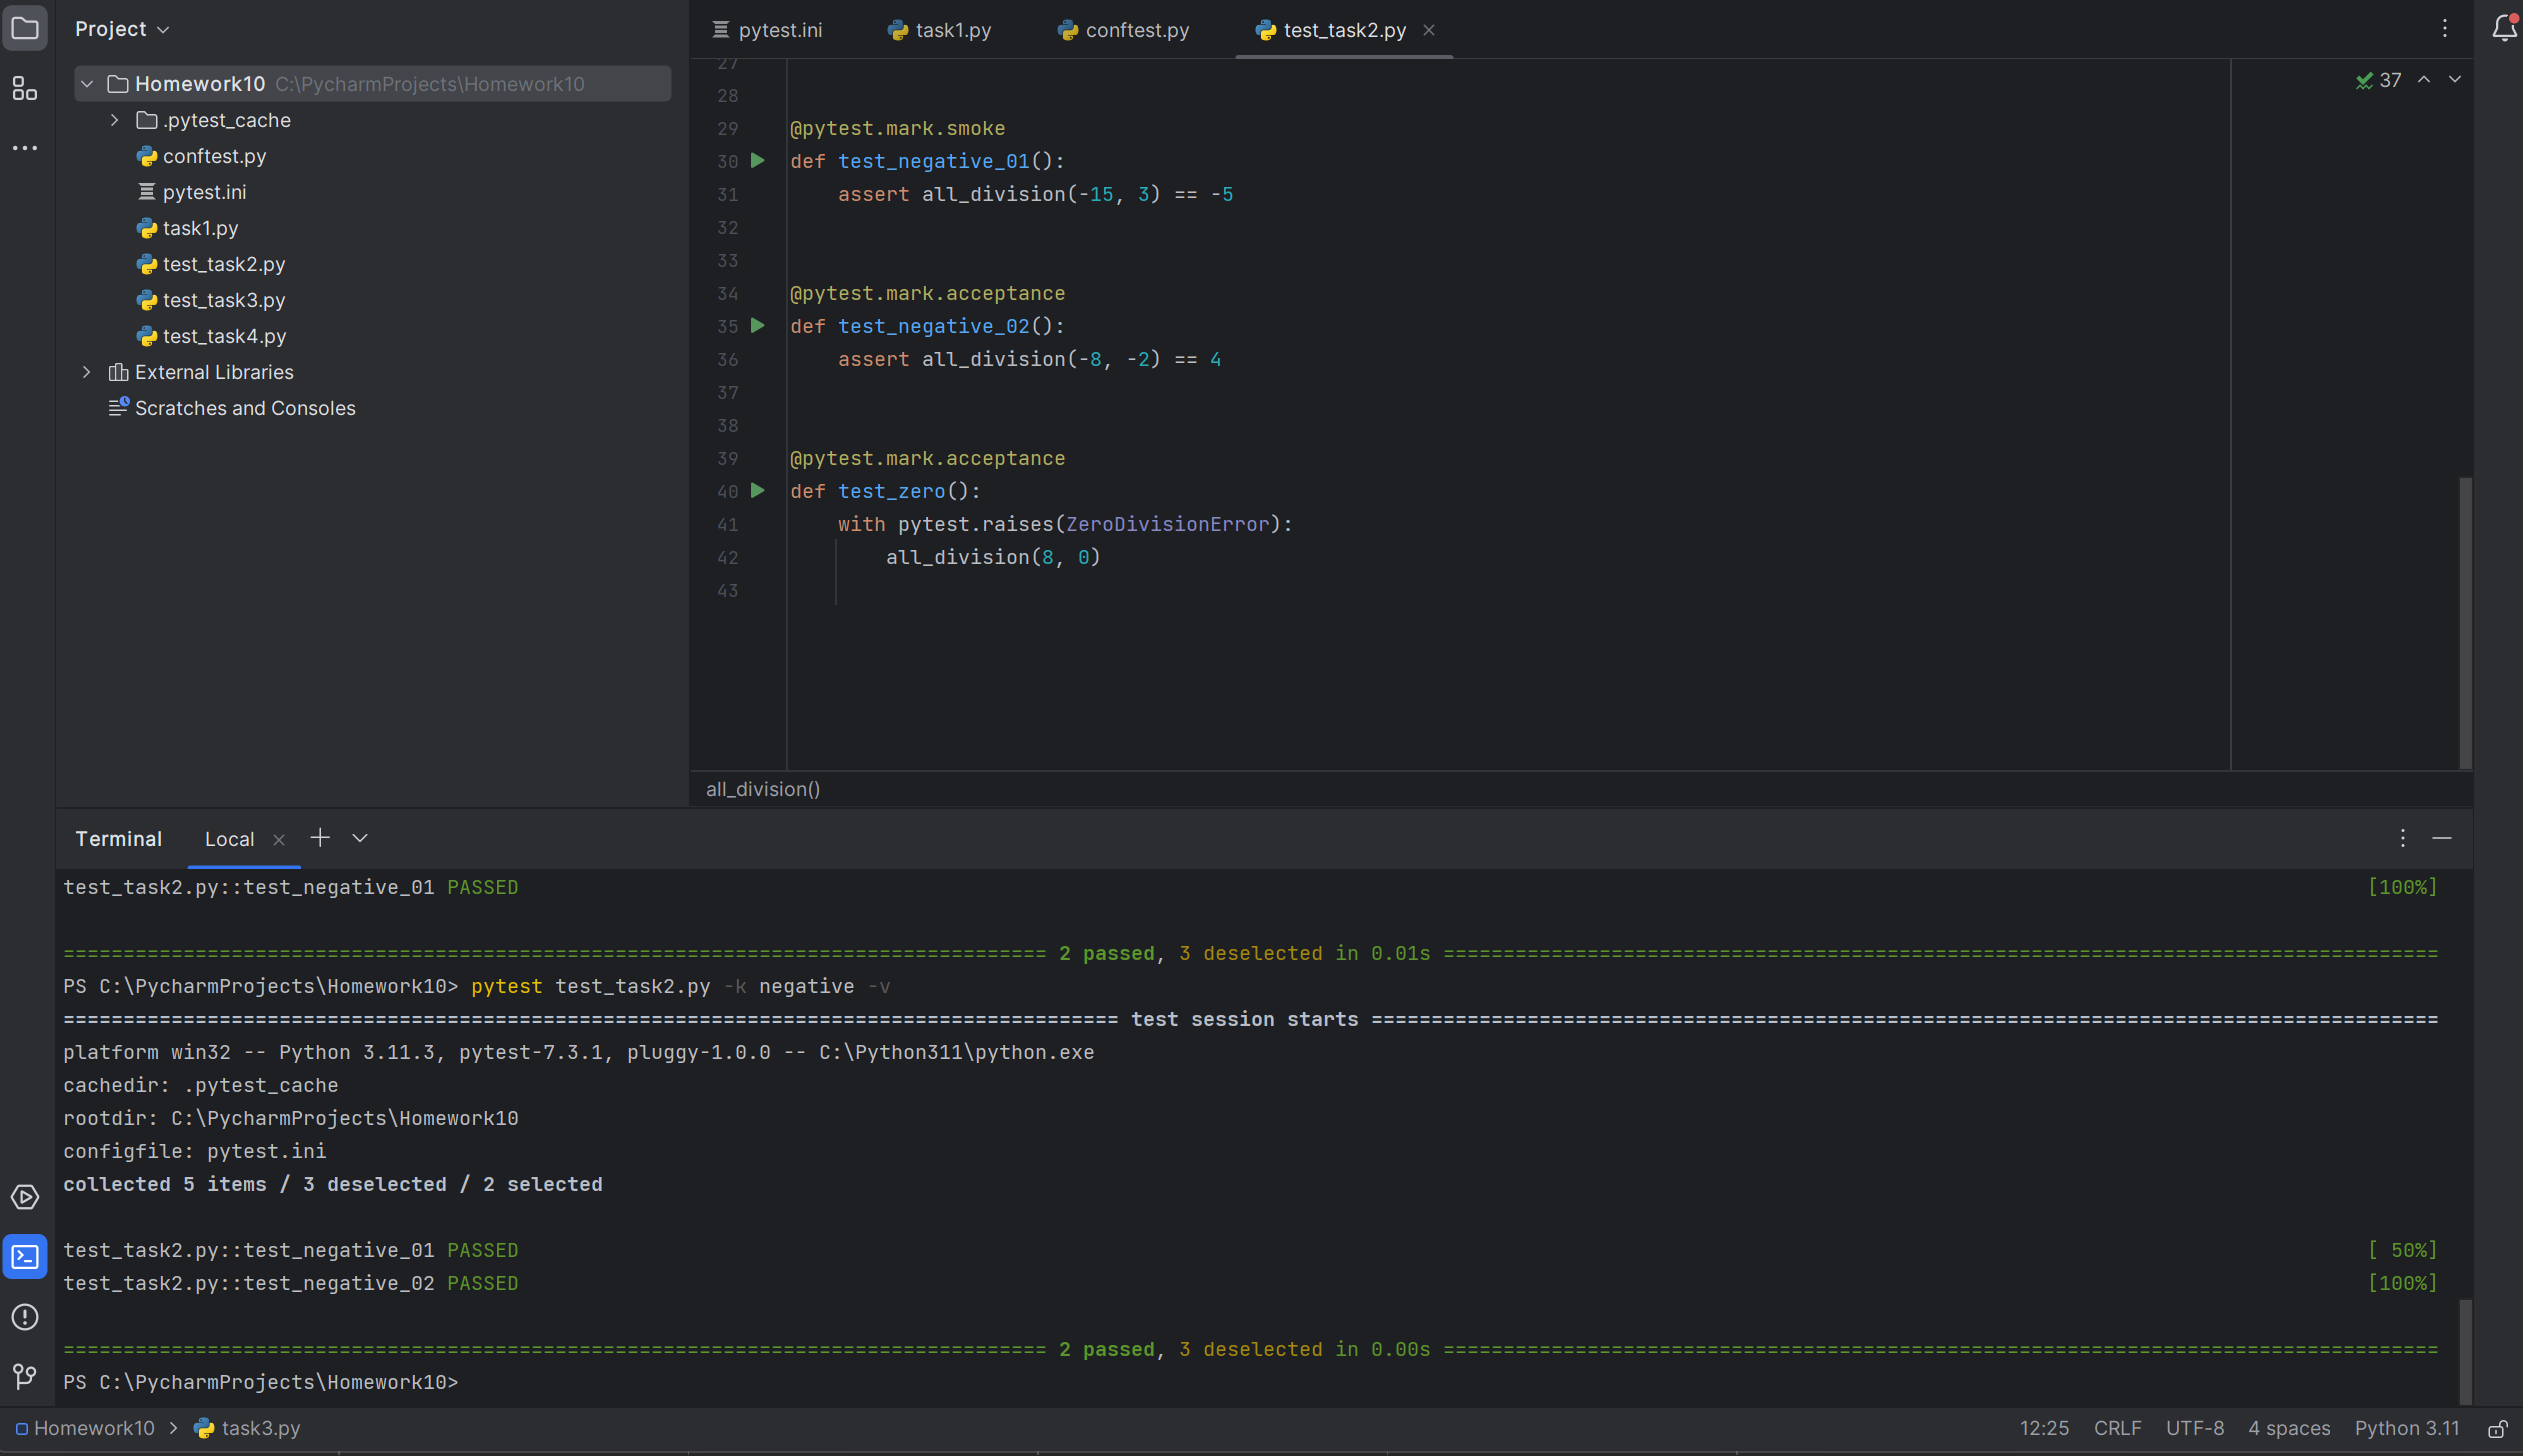 Project
Homework10 C:\PycharmProjects\Homework10
.pytest_cache
conftest.py
pytest.ini
task1.py
test_task2.py
test_task3.py
test_task4.py
External Libraries
Scratches and Consoles
pytest.ini task1.py conftest.py test_task2.py
37
27
28
29 @pytest.mark.smoke
30 def test_negative_01():
31 assert all_division(-15, 3) == -5
32
33
34 @pytest.mark.acceptance
35 def test_negative_02():
36 assert all_division(-8, -2) == 4
37
38
39 @pytest.mark.acceptance
40 def test_zero():
41 with pytest.raises(ZeroDivisionError):
42 all_division(8, 0)
43
all_division()
Terminal Local
test_task2.py::test_negative_01 PASSED [100%]
================================================================================== 2 passed, 3 deselected in 0.01s ===================================================================================
PS C:\PycharmProjects\Homework10> pytest test_task2.py -k negative -v
======================================================================================== test session starts =========================================================================================
platform win32 -- Python 3.11.3, pytest-7.3.1, pluggy-1.0.0 -- C:\Python311\python.exe
cachedir: .pytest_cache
rootdir: C:\PycharmProjects\Homework10
configfile: pytest.ini
collected 5 items / 3 deselected / 2 selected
test_task2.py::test_negative_01 PASSED [ 50%]
test_task2.py::test_negative_02 PASSED [100%]
================================================================================== 2 passed, 3 deselected in 0.00s ===================================================================================
PS C:\PycharmProjects\Homework10>
Homework10 > task3.py 12:25 CRLF UTF-8 4 spaces Python 3.11